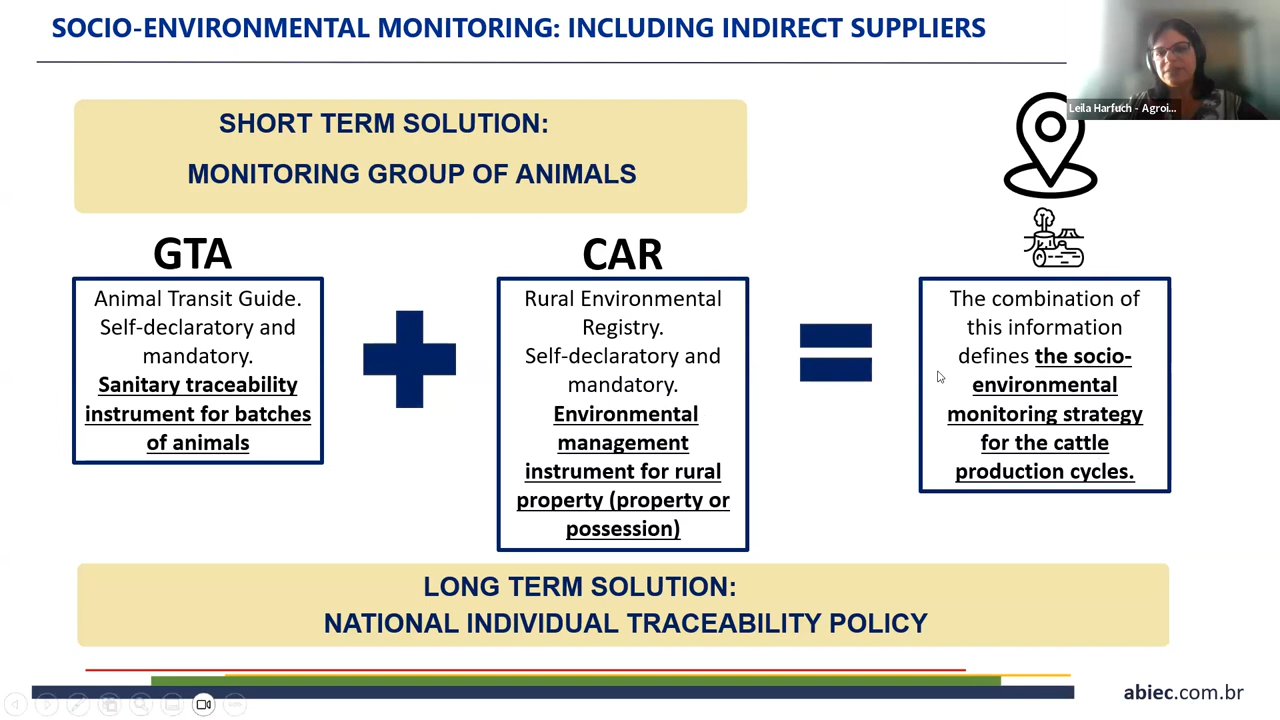 SOCIO-ENVIRONMENTAL MONITORING: INCLUDING INDIRECT SUPPLIERS
Leila Harfuch - Agroi...
SHORT TERM SOLUTION:
MONITORING GROUP OF ANIMALS
GTA
Animal Transit Guide.
Self-declaratory and
mandatory.
Sanitary traceability
instrument for batches
of animals
CAR
Rural Environmental
Registry.
Self-declaratory and
mandatory.
Environmental
management
instrument for rural
property (property or
possession)
The combination of
this information
defines the socio-
environmental
monitoring strategy
for the cattle
production cycles.
LONG TERM SOLUTION:
NATIONAL INDIVIDUAL TRACEABILITY POLICY
abiec.com.br